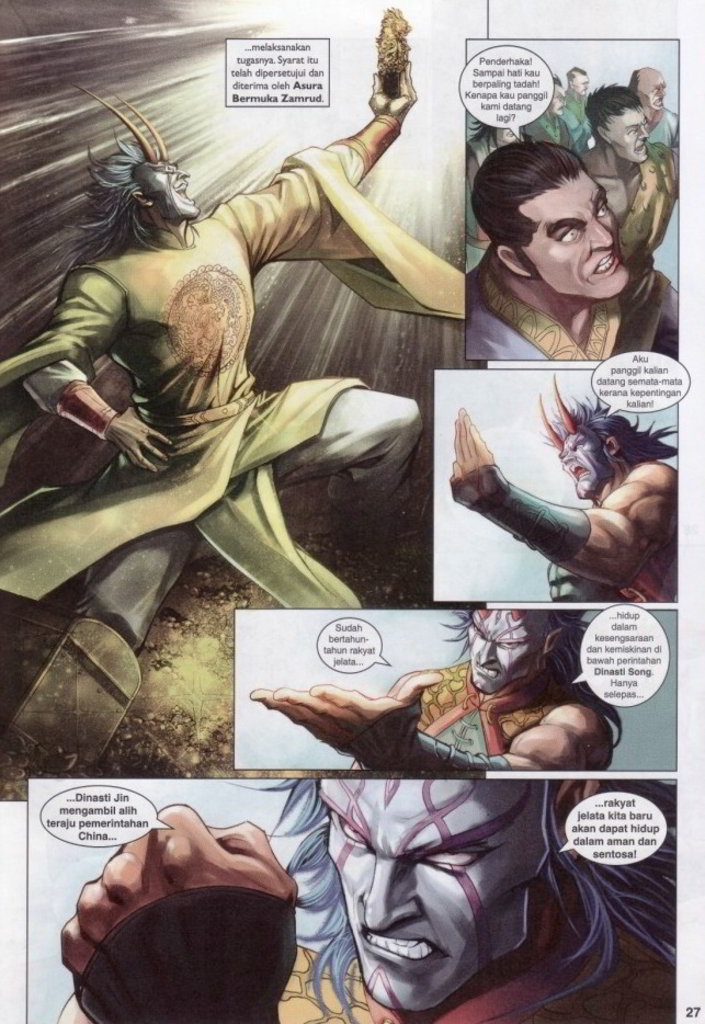 ...melaksanakan
tugasnya. Syarat itu
telah dipersetujui dan
diterima oleh Asura
Bermuka Zamrud.
Penderhaka!
Sampai hati kau
berpaling tadah!
Kenapa kau panggil
kami datang
lagi?
Aku
panggil kalian
datang semata-mata
kerana kepentingan
kalian!
Sudah
bertahun-
tahun rakyat
jelata...
...hidup
dalam
kesengsaraan
dan kemiskinan di
bawah perintahan
Dinasti Song.
Hanya
selepas...
...Dinasti Jin
mengambil alih
teraju pemerintahan
China...
...rakyat
jelata kita baru
akan dapat hidup
dalam aman dan
sentosa!
27